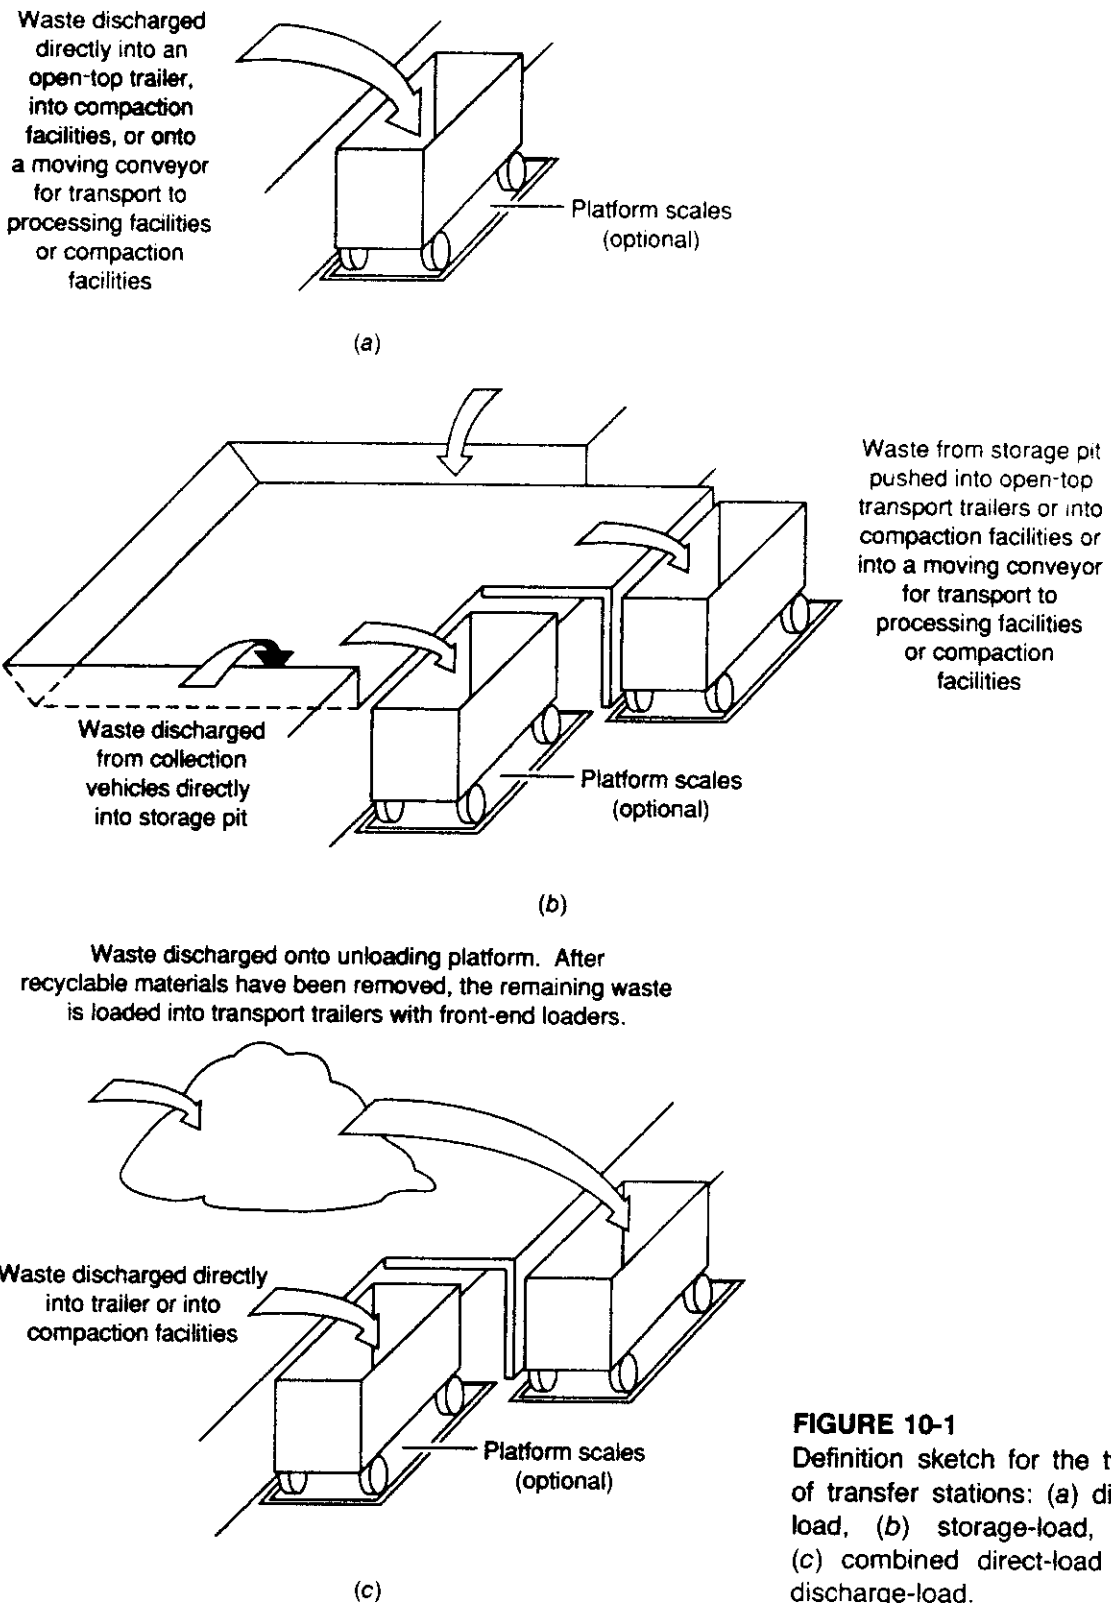 Waste discharged
directly into an
open-top trailer,
into compaction
facilities, or onto
a moving conveyor
for transport to
processing facilities
or compaction
facilities
Platform scales
(optional)
(a)
Waste from storage pit
pushed into open-top
transport trailers or into
compaction facilities or
into a moving conveyor
for transport to
processing facilities
or compaction
facilities
Waste discharged
from collection
vehicles directly
into storage pit
Platform scales
(optional)
(b)
Waste discharged onto unloading platform. After
recyclable materials have been removed, the remaining waste
is loaded into transport trailers with front-end loaders.
Waste discharged directly
into trailer or into
compaction facilities
Platform scales
(optional)
(c)
FIGURE 10-1
Definition sketch for the t
of transfer stations: (a) di
load, (b) storage-load,
(c) combined direct-load
discharge-load.